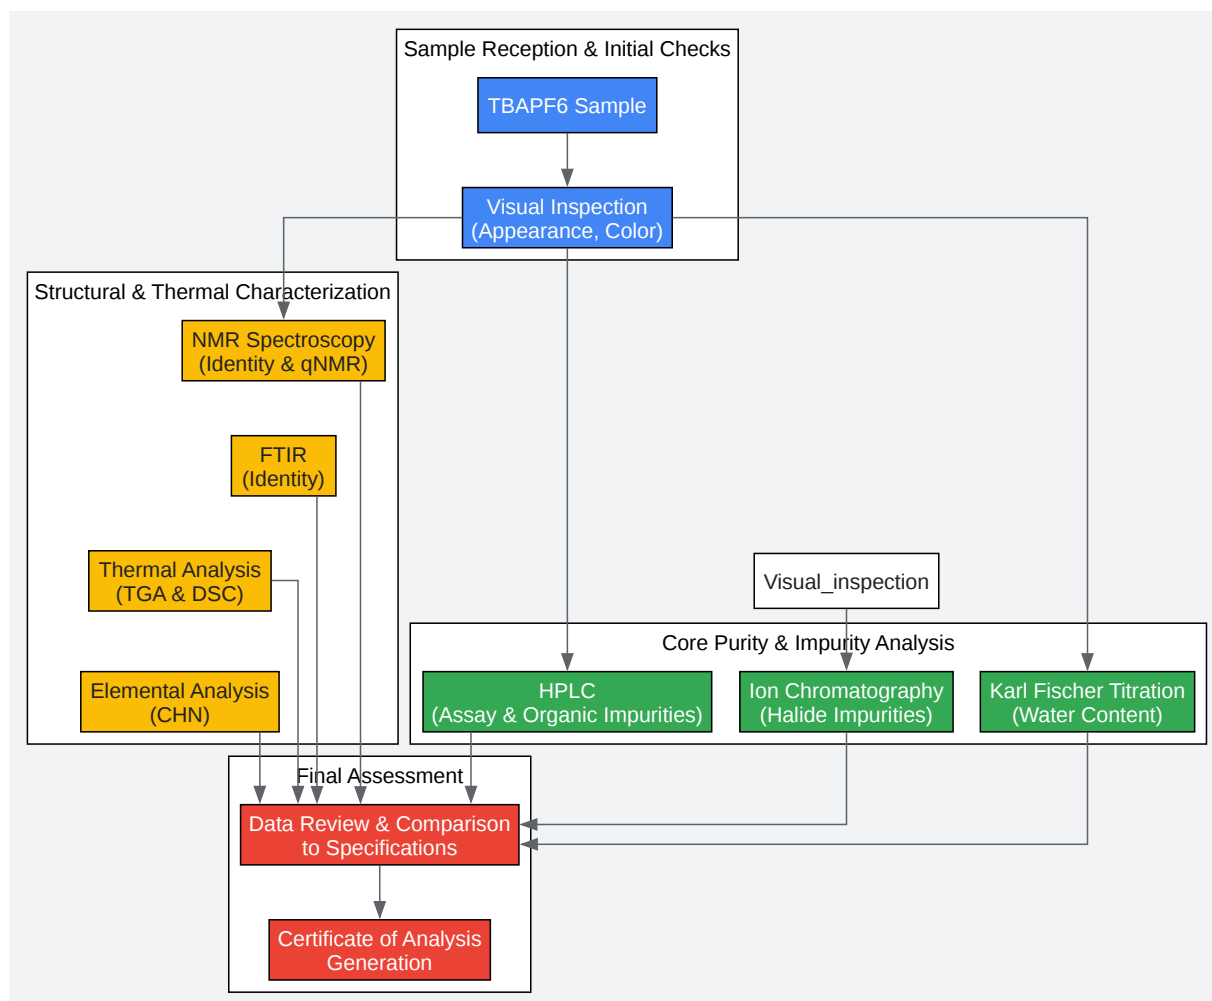 Sample Reception & Initial Checks
TBAPF6 Sample
Visual Inspection
(Appearance, Color)
Structural & Thermal Characterization
NMR Spectroscopy
(Identity & qNMR)
FTIR
(Identity)
Thermal Analysis
(TGA & DSC)
Elemental Analysis
(CHN)
Visual_inspection
Core Purity & Impurity Analysis
HPLC
(Assay & Organic Impurities)
Ion Chromatography
(Halide Impurities)
Karl Fischer Titration
(Water Content)
Final Assessment
Data Review & Comparison
to Specifications
Certificate of Analysis
Generation